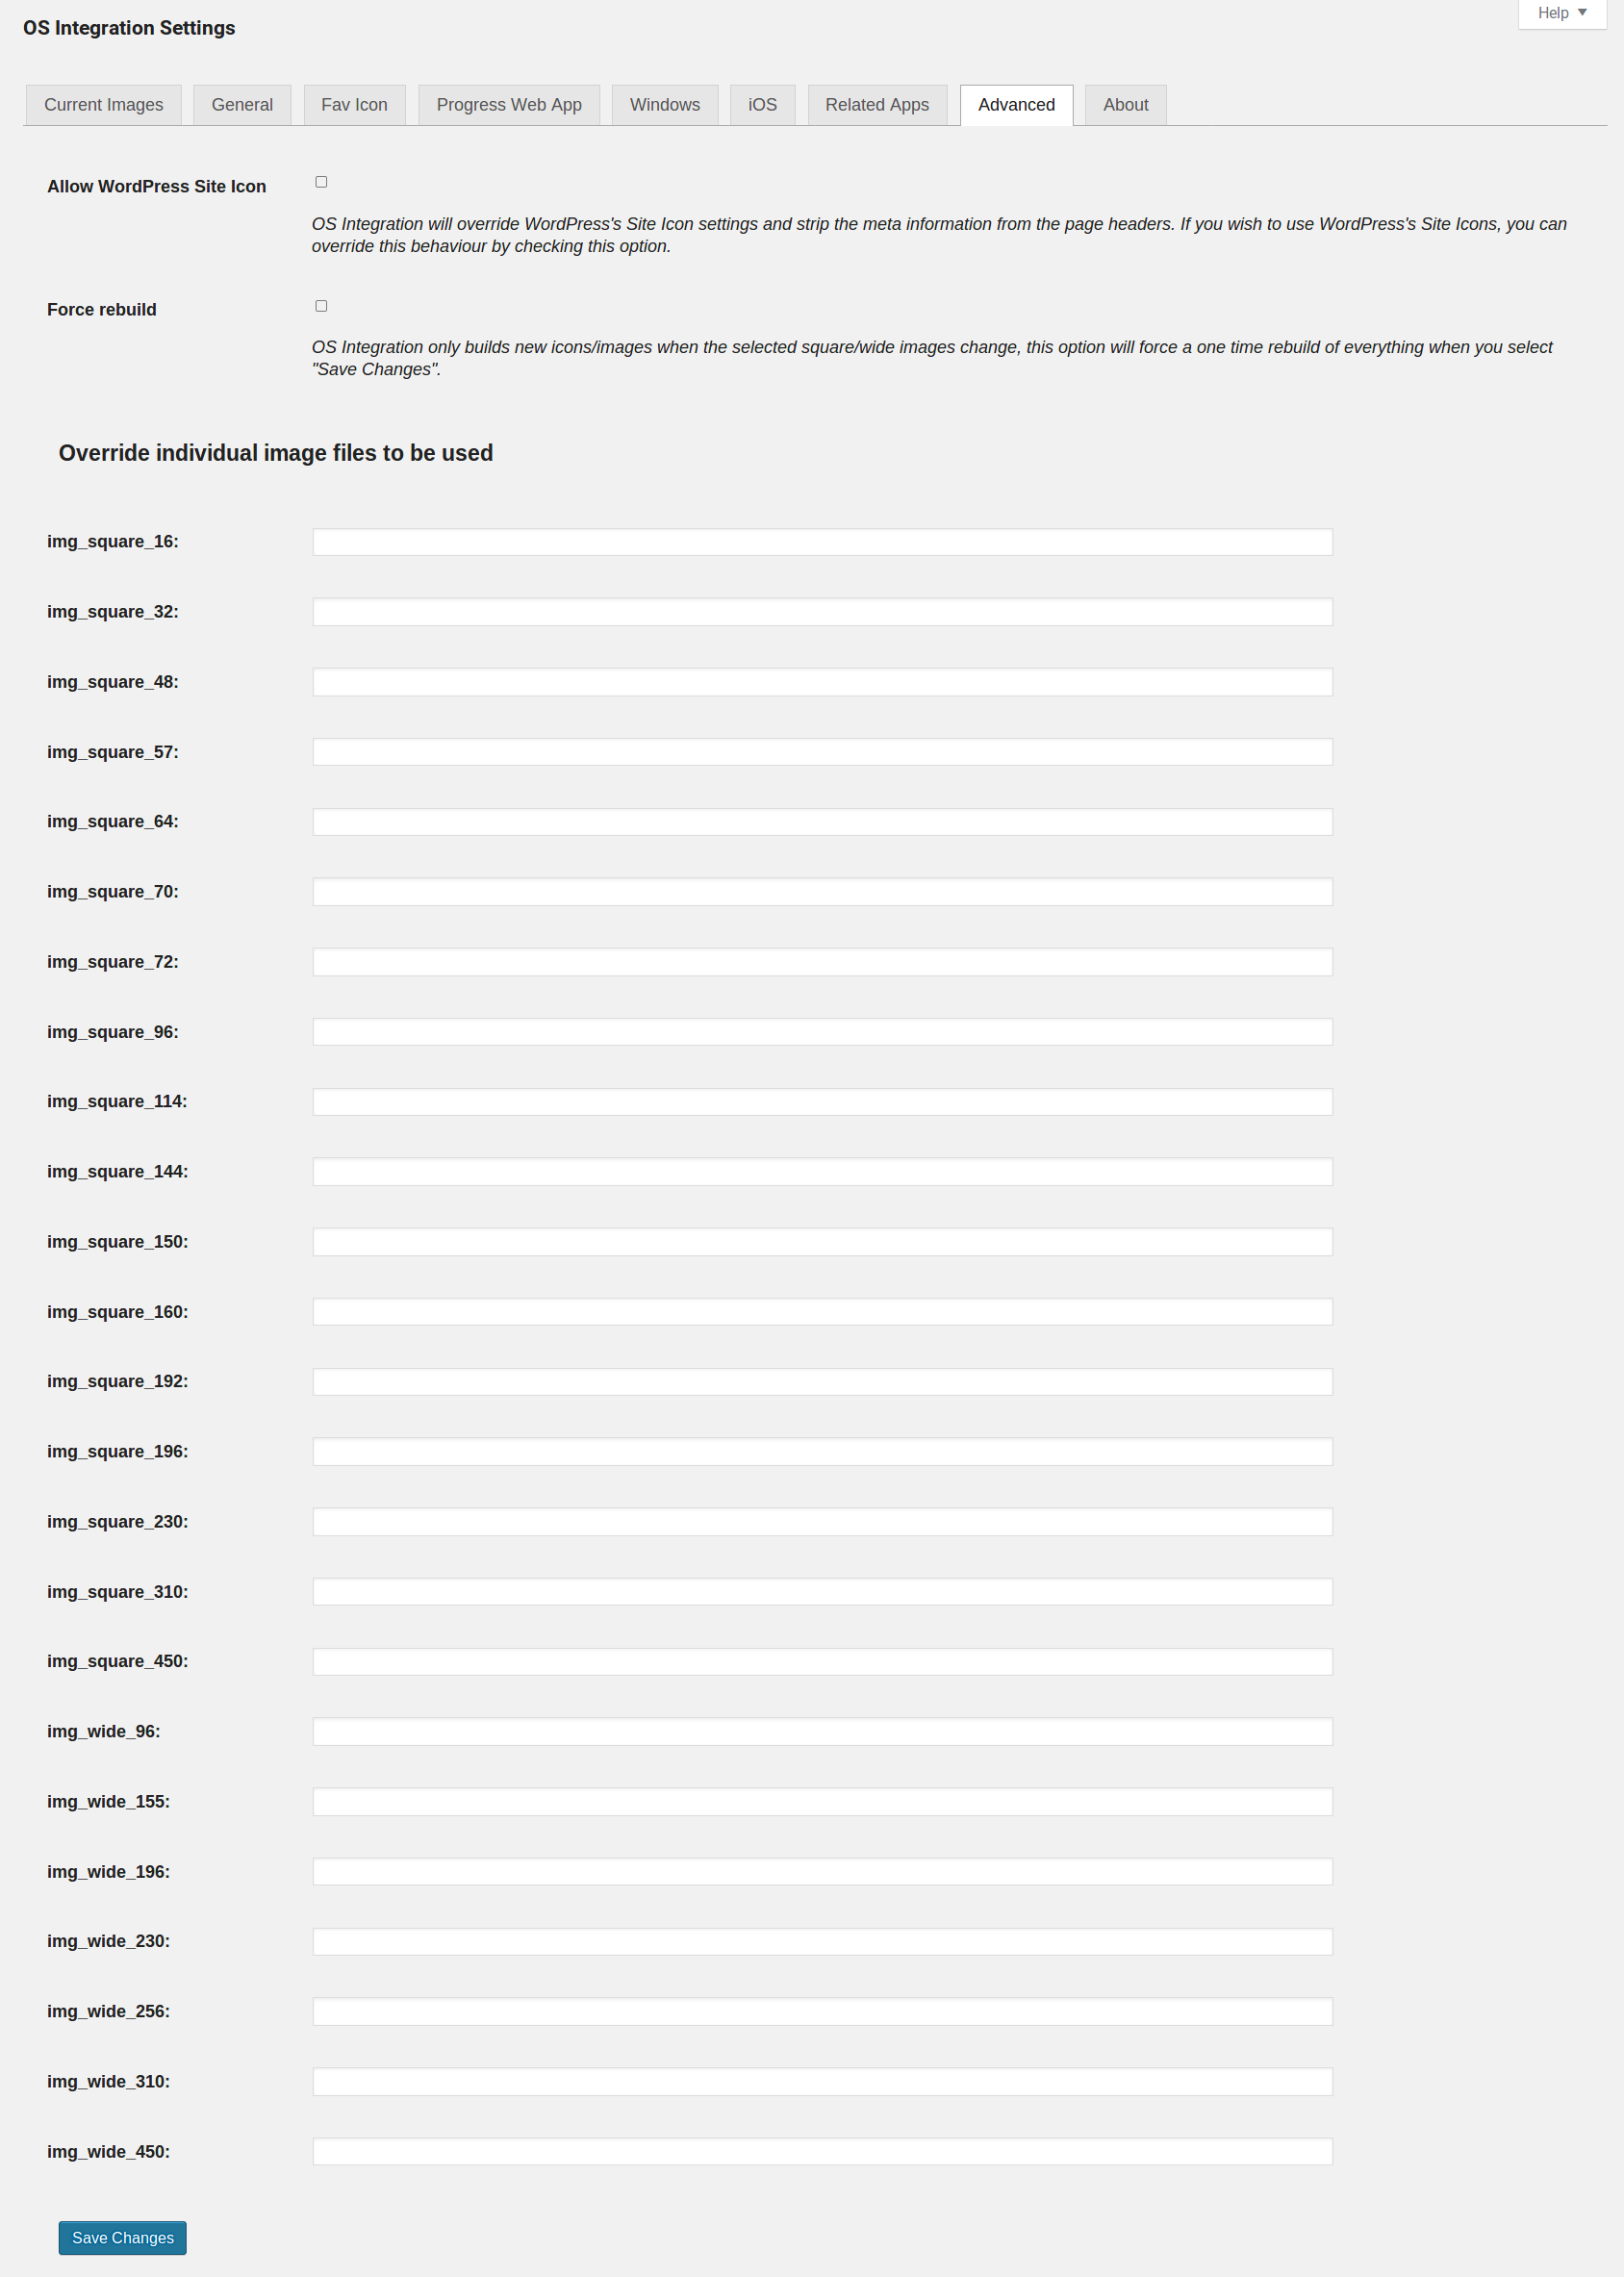 OS Integration Settings
Help
Current Images General Fav Icon Progress Web App Windows iOS Related Apps Advanced About
Allow WordPress Site Icon
OS Integration will override WordPress's Site Icon settings and strip the meta information from the page headers. If you wish to use WordPress's Site Icons, you can
override this behaviour by checking this option.
Force rebuild
OS Integration only builds new icons/images when the selected square/wide images change, this option will force a one time rebuild of everything when you select
"Save Changes".
Override individual image files to be used
img_square_16:
img_square_32:
img_square_48:
img_square_57:
img_square_64:
img_square_70:
img_square_72:
img_square_96:
img_square_114:
img_square_144:
img_square_150:
img_square_160:
img_square_192:
img_square_196:
img_square_230:
img_square_310:
img_square_450:
img_wide_96:
img_wide_155:
img_wide_196:
img_wide_230:
img_wide_256:
img_wide_310:
img_wide_450:
Save Changes